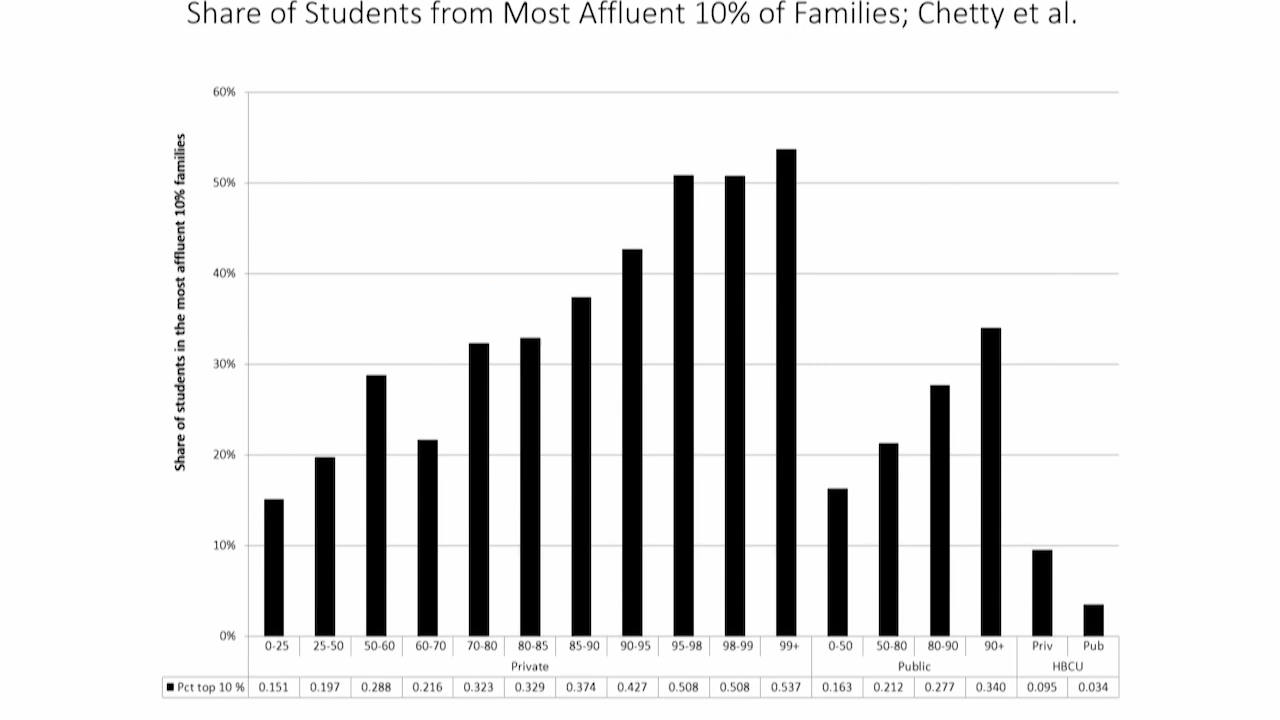 Share of Students from Most Affluent 10% of Families; Chetty et al.
60%
50%
40%
30%
20%
10%
0%
Share of students in the most affluent 10% families
0-25 25-50 50-60 60-70 70-80 80-85 85-90 90-95 95-98 98-99 99+ 0-50 50-80 80-90 90+ Priv Pub
Private Public HBCU
Pct top 10 % 0.151 0.197 0.288 0.216 0.323 0.329 0.374 0.427 0.508 0.508 0.537 0.163 0.212 0.277 0.340 0.095 0.034